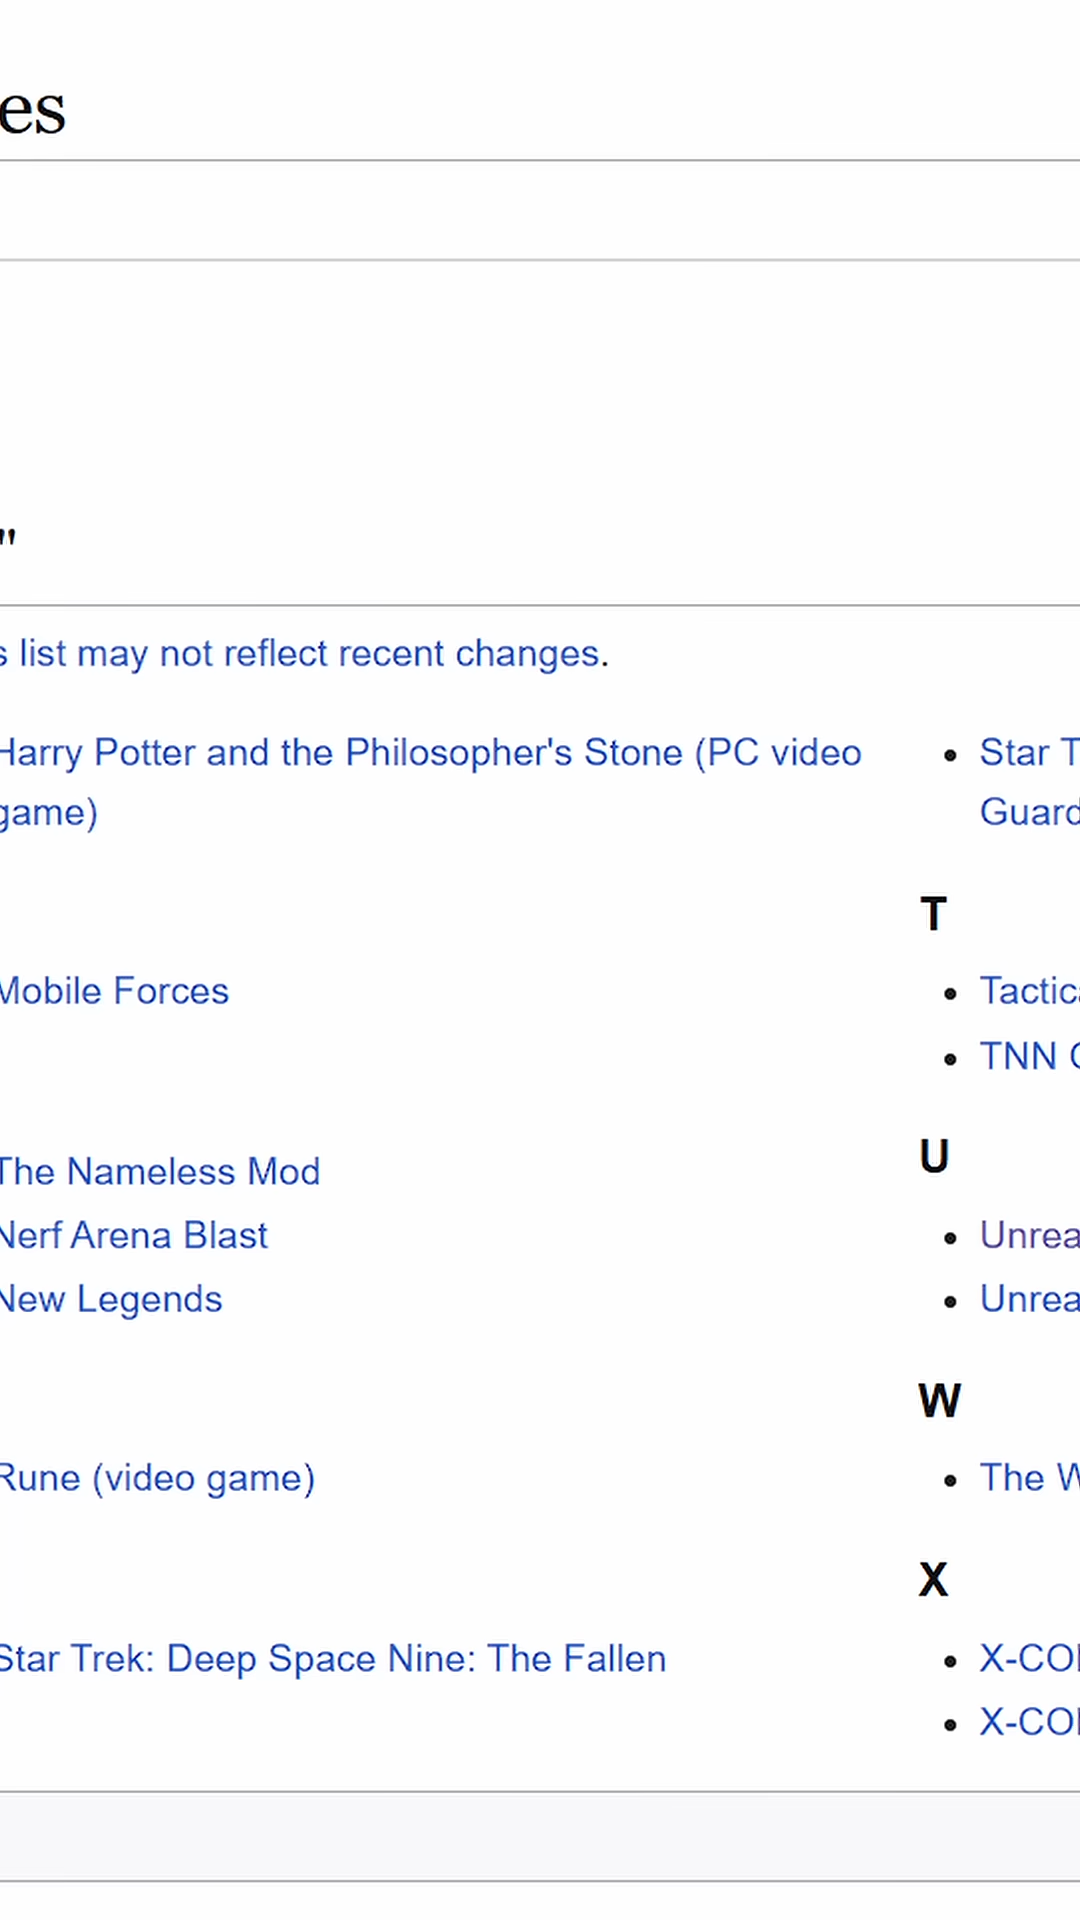 es
"
s list may not reflect recent changes.
Harry Potter and the Philosopher's Stone (PC video
game)
Mobile Forces
The Nameless Mod
Nerf Arena Blast
New Legends
Rune (video game)
Star Trek: Deep Space Nine: The Fallen
• Star T
Guard
T
• Tactica
• TNN
U
• Unrea
• Unrea
W
• The W
X
• X-CO
• X-CO